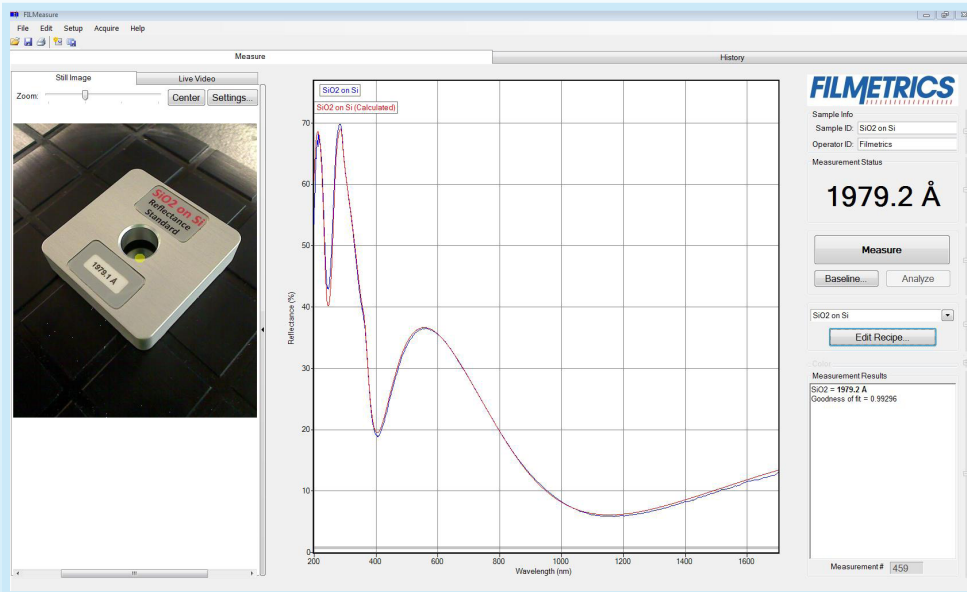 FILMeasure
File Edit Setup Acquire Help
Measure
History
Still Image
Live Video
Zoom:
Center
Settings...
SiO2 on Si
Reflectance
Standard
1979.1 Å
SiO2 on Si
SiO2 on Si (Calculated)
Reflectance (%)
70
60
50
40
30
20
10
0
200 400 600 800 1000 1200 1400 1600
Wavelength (nm)
FILMETRICS
Sample Info
Sample ID: SiO2 on Si
Operator ID: Filmetrics
Measurement Status
1979.2 Å
Measure
Baseline...
Analyze
SiO2 on Si
Edit Recipe...
Measurement Results
SiO2 = 1979.2 Å
Goodness of fit = 0.99296
Measurement # 459